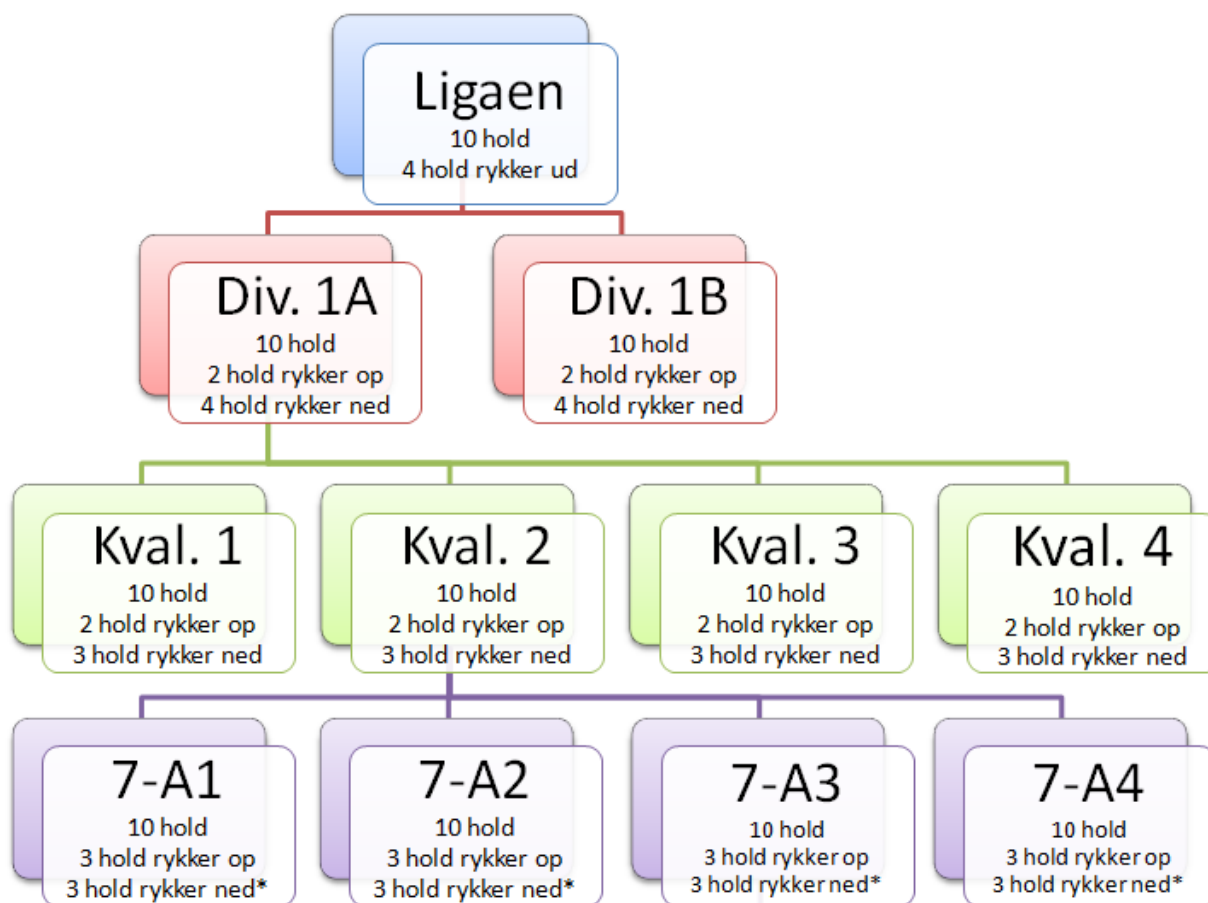 Ligaen
10 hold
4 hold rykker ud
Div. 1A
10 hold
2 hold rykker op
4 hold rykker ned
Div. 1B
10 hold
2 hold rykker op
4 hold rykker ned
Kval. 1
10 hold
2 hold rykker op
3 hold rykker ned
Kval. 2
10 hold
2 hold rykker op
3 hold rykker ned
Kval. 3
10 hold
2 hold rykker op
3 hold rykker ned
Kval. 4
10 hold
2 hold rykker op
3 hold rykker ned
7-A1
10 hold
3 hold rykker op
3 hold rykker ned*
7-A2
10 hold
3 hold rykker op
3 hold rykker ned*
7-A3
10 hold
3 hold rykker op
3 hold rykker ned*
7-A4
10 hold
3 hold rykker op
3 hold rykker ned*